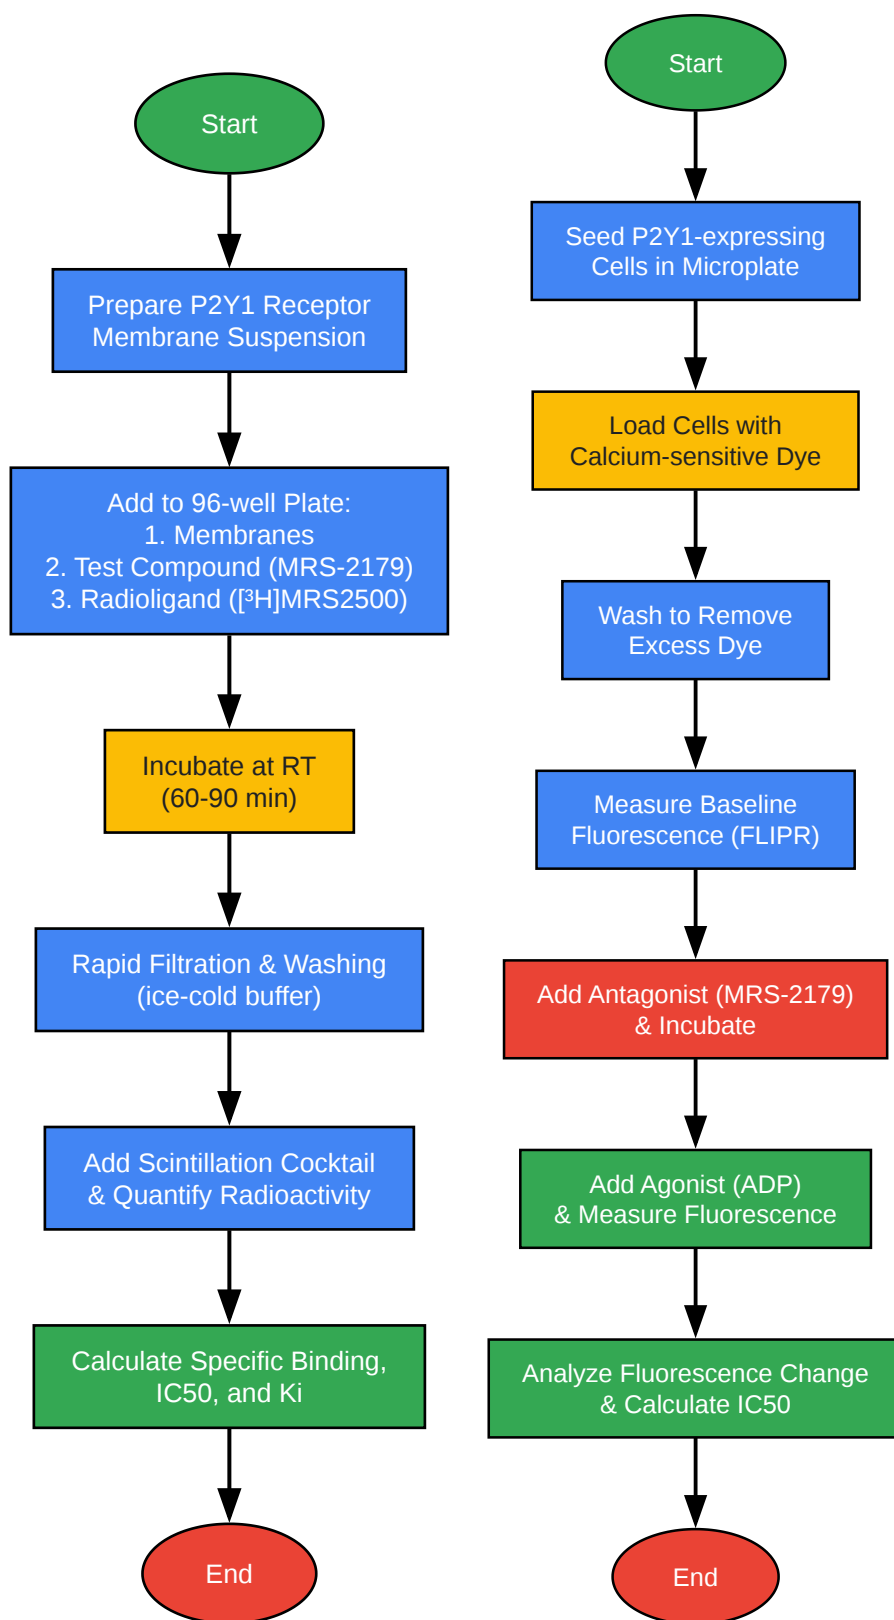 Start
Prepare P2Y1 Receptor
Membrane Suspension
Add to 96-well Plate:
1. Membranes
2. Test Compound (MRS-2179)
3. Radioligand ([³H]MRS2500)
Incubate at RT
(60-90 min)
Rapid Filtration & Washing
(ice-cold buffer)
Add Scintillation Cocktail
& Quantify Radioactivity
Calculate Specific Binding,
IC50, and Ki
End
Start
Seed P2Y1-expressing
Cells in Microplate
Load Cells with
Calcium-sensitive Dye
Wash to Remove
Excess Dye
Measure Baseline
Fluorescence (FLIPR)
Add Antagonist (MRS-2179)
& Incubate
Add Agonist (ADP)
& Measure Fluorescence
Analyze Fluorescence Change
& Calculate IC50
End